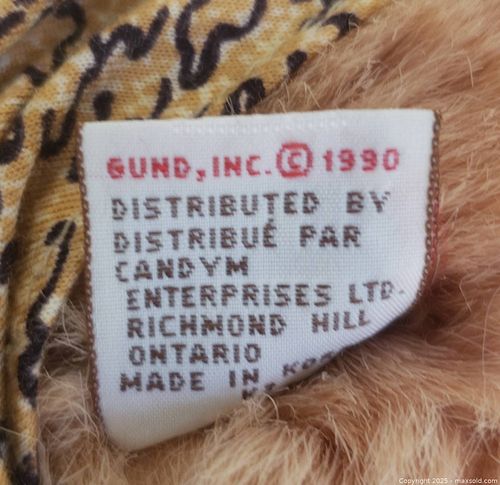 GUND, INC. © 1990
DISTRIBUTED BY
DISTRIBUÉ PAR
CANDYM
ENTERPRISES LTD.
RICHMOND HILL
ONTARIO
MADE IN
Copyright 2025 - maxsold.com